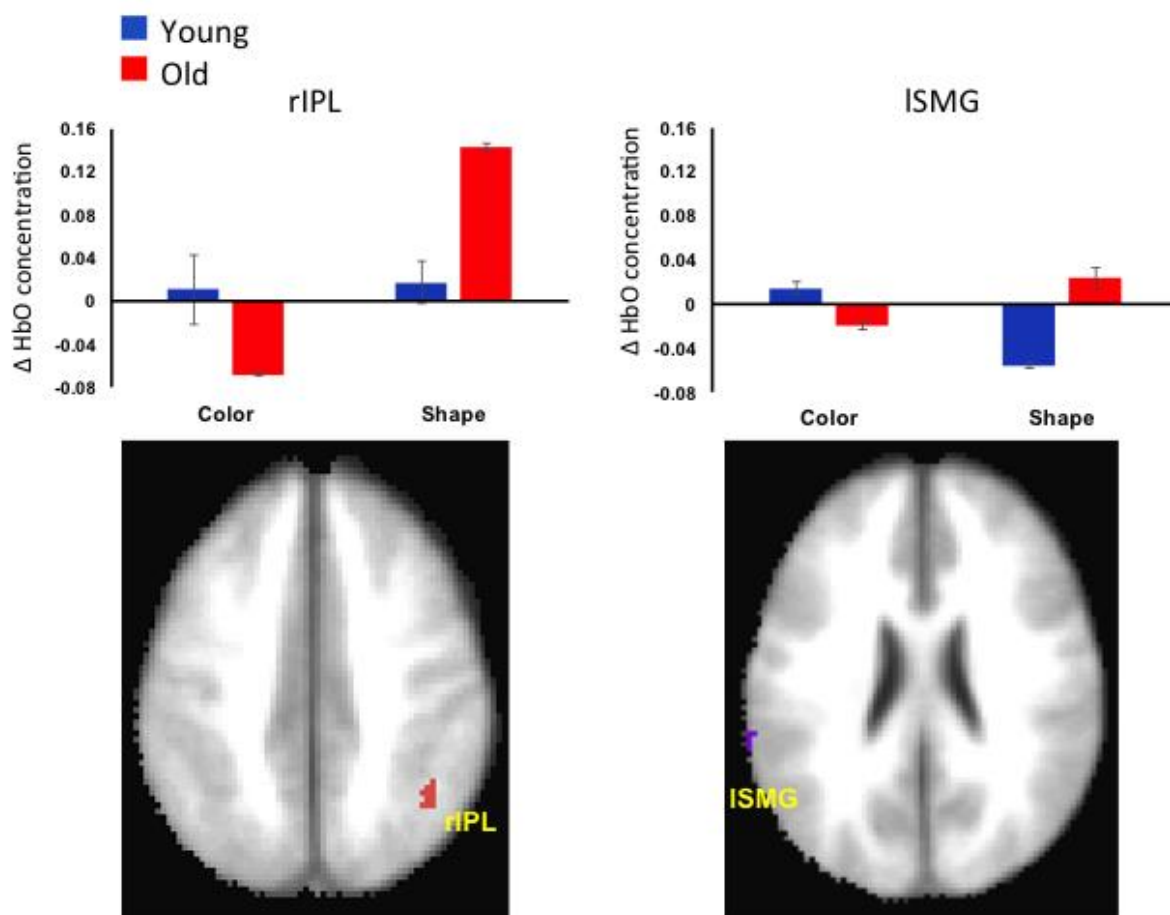 Young
Old
rIPL
Δ HbO concentration
0.16
0.12
0.08
0.04
0
-0.04
-0.08
Color Shape
lSMG
Δ HbO concentration
0.16
0.12
0.08
0.04
0
-0.04
-0.08
Color Shape
rIPL
lSMG